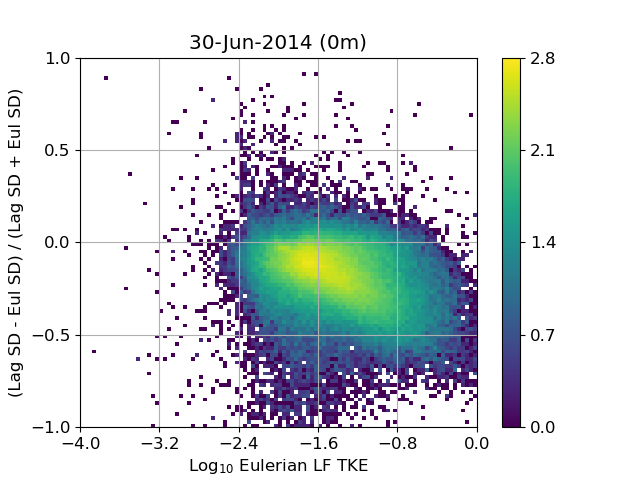 30-Jun-2014 (0m)
(Lag SD - Eul SD) / (Lag SD + Eul SD)
1.0
0.5
0.0
−0.5
−1.0
−4.0 −3.2 −2.4 −1.6 −0.8 0.0
Log₁₀ Eulerian LF TKE
2.8
2.1
1.4
0.7
0.0